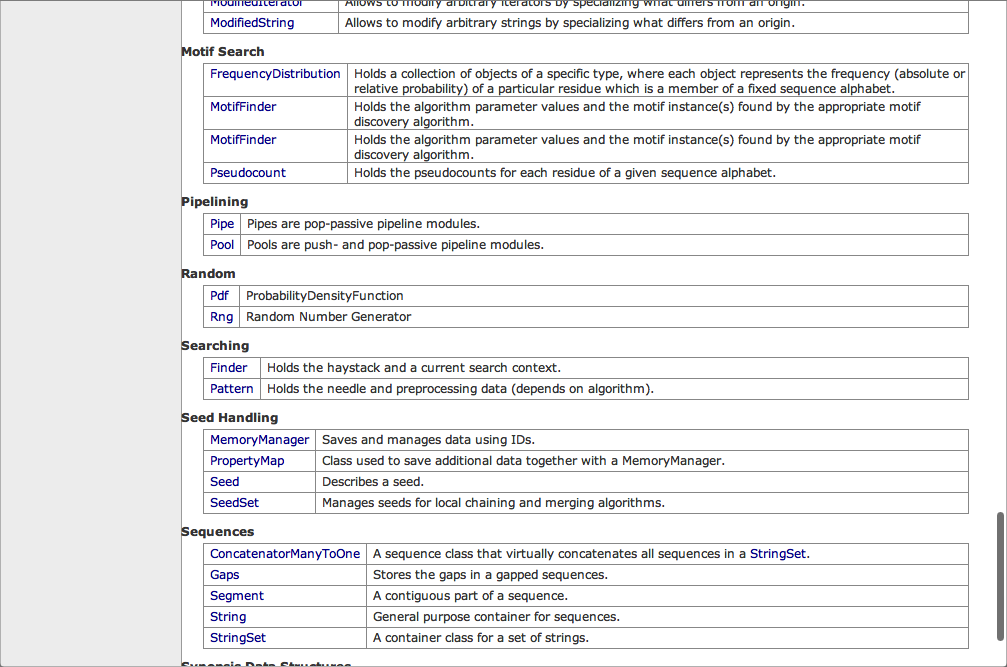 ModifiedIterator Allows to modify arbitrary iterators by specializing what differs from an origin.
ModifiedString Allows to modify arbitrary strings by specializing what differs from an origin.
Motif Search
FrequencyDistribution Holds a collection of objects of a specific type, where each object represents the frequency (absolute or
relative probability) of a particular residue which is a member of a fixed sequence alphabet.
MotifFinder Holds the algorithm parameter values and the motif instance(s) found by the appropriate motif
discovery algorithm.
MotifFinder Holds the algorithm parameter values and the motif instance(s) found by the appropriate motif
discovery algorithm.
Pseudocount Holds the pseudocounts for each residue of a given sequence alphabet.
Pipelining
Pipe Pipes are pop-passive pipeline modules.
Pool Pools are push- and pop-passive pipeline modules.
Random
Pdf ProbabilityDensityFunction
Rng Random Number Generator
Searching
Finder Holds the haystack and a current search context.
Pattern Holds the needle and preprocessing data (depends on algorithm).
Seed Handling
MemoryManager Saves and manages data using IDs.
PropertyMap Class used to save additional data together with a MemoryManager.
Seed Describes a seed.
SeedSet Manages seeds for local chaining and merging algorithms.
Sequences
ConcatenatorManyToOne A sequence class that virtually concatenates all sequences in a StringSet.
Gaps Stores the gaps in a gapped sequences.
Segment A contiguous part of a sequence.
String General purpose container for sequences.
StringSet A container class for a set of strings.
Synopsis Data Structures